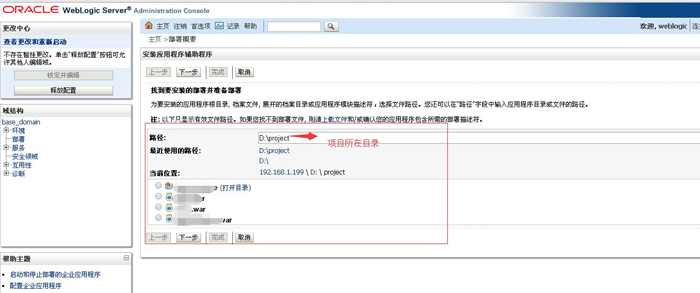 ORACLE WebLogic Server® Administration Console
更改中心
查看更改和重新启动
不存在暂挂更改。单击“释放配置”按钮可允许其他人编辑域。
锁定并编辑
释放配置
域结构
base_domain
环境
部署
服务
安全领域
互用性
诊断
帮助主题
启动和停止部署的企业应用程序
配置企业应用程序
主页 注销 首选项 记录 帮助
欢迎, weblogic
主页 >部署概要
安装应用程序辅助程序
上一步 下一步 完成 取消
找到要安装的部署并准备部署
为要安装的应用程序根目录, 档案文件, 展开的档案目录或应用程序模块描述符，选择文件路径。您还可以在“路径”字段中输入应用程序目录或文件的路径。
注: 以下只显示有效文件路径。如果您找不到部署文件, 则请上载文件和/或确认您的应用程序包含所需的部署描述符。
路径: D:\project 项目所在目录
最近使用的路径: D:\project
D:\
当前位置: 192.168.1.199 \ D: \ project
e (打开目录)
r
.war
var
上一步 下一步 完成 取消